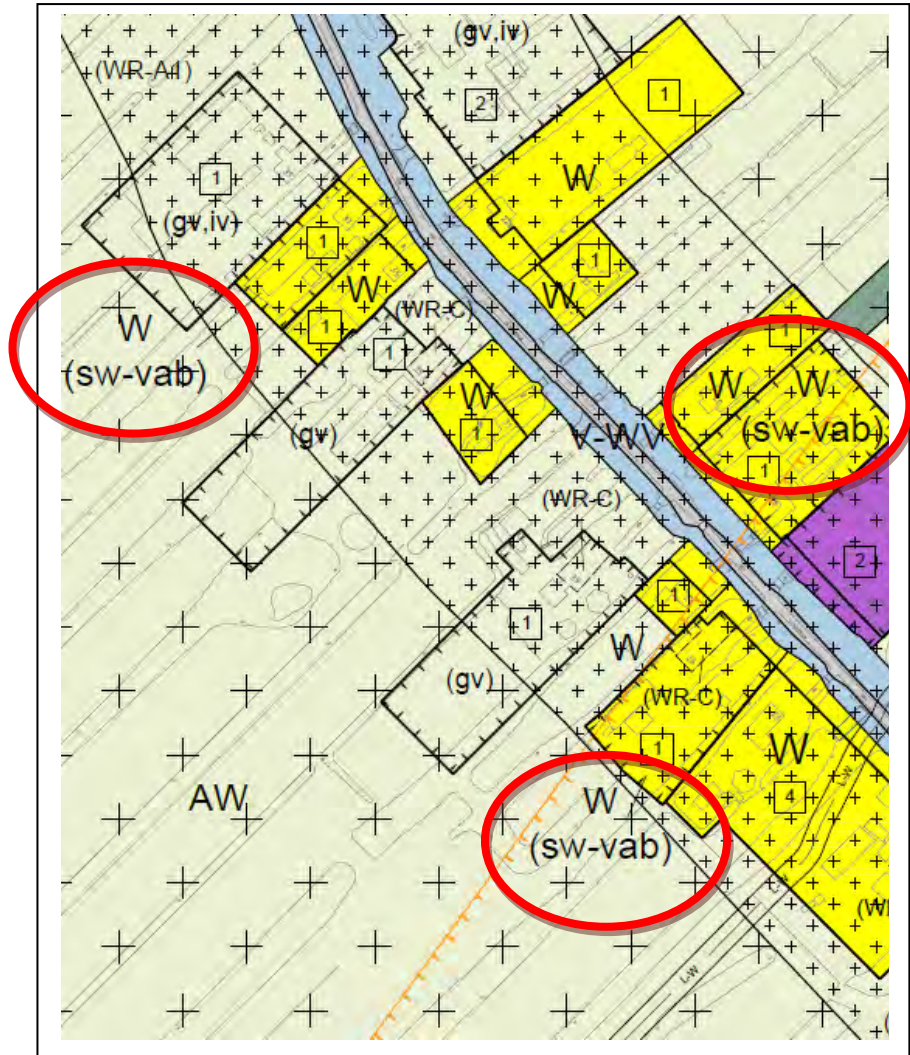 (gv,iv)
(WR-A1)
1
2
1
(gv,iv)
W
1
1
W
W
(sw-vab)
W
1
(WR-C)
1
1
W
W
(sw-vab)
W
1
(gv)
V-WV
1
(WR-C)
2
1
1
W
(gv)
(WR-C)
1
W
AW
W
(sw-vab)
4
L-W
L-W